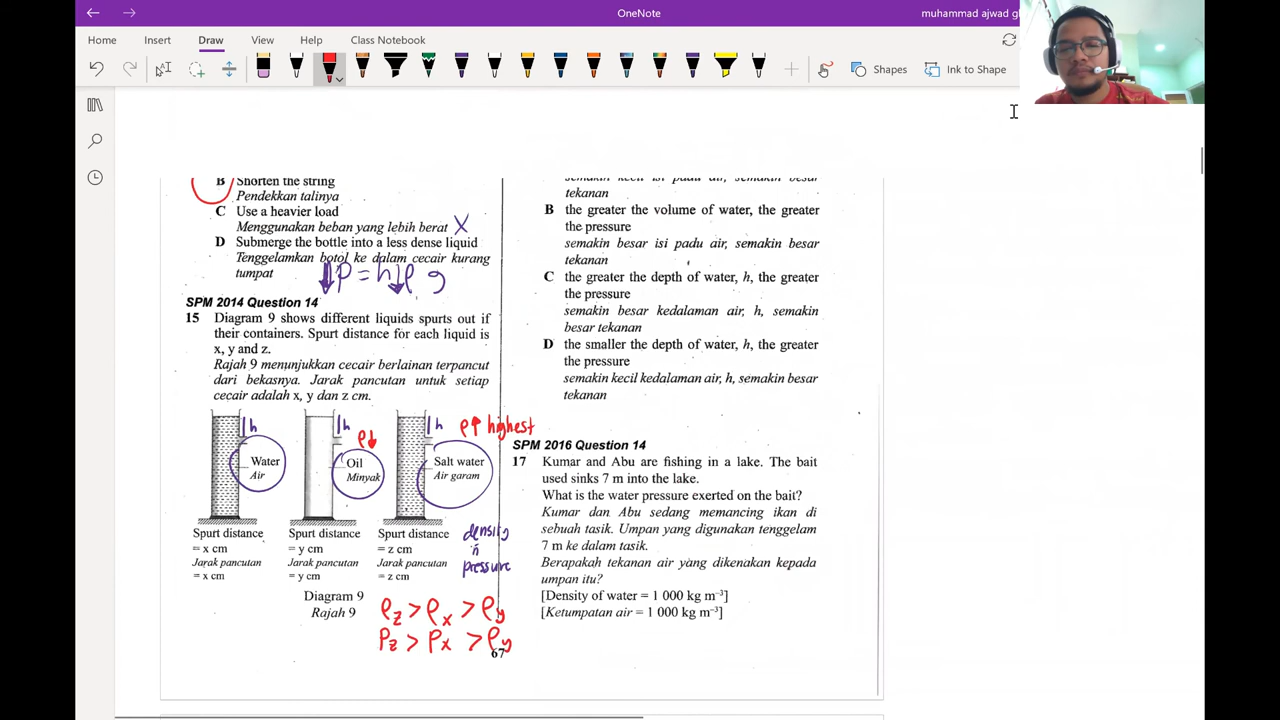 OneNote
muhammad ajwad gh
Home Insert Draw View Help Class Notebook
Shapes
Ink to Shape
B Shorten the string
Pendekkan talinya
C Use a heavier load
Menggunakan beban yang lebih berat X
D Submerge the bottle into a less dense liquid
Tenggelamkan botol ke dalam cecair kurang
tumpat
↓P = h↓ρ g
SPM 2014 Question 14
15 Diagram 9 shows different liquids spurts out if
their containers. Spurt distance for each liquid is
x, y and z.
Rajah 9 menunjukkan cecair berlainan terpancut
dari bekasnya. Jarak pancutan untuk setiap
cecair adalah x, y dan z cm.
h
h
h
ρ↓
ρ↑ highest
Water
Air
Oil
Minyak
Salt water
Air garam
Spurt distance
= x cm
Jarak pancutan
= x cm
Spurt distance
= y cm
Jarak pancutan
= y cm
Spurt distance
= z cm
Jarak pancutan
= z cm
density
ñ
pressure
Diagram 9
Rajah 9
ρz > ρx > ρy
Pz > Px > Py
67
semakin kecil isi padu air, semakin besar
tekanan
B the greater the volume of water, the greater
the pressure
semakin besar isi padu air, semakin besar
tekanan
C the greater the depth of water, h, the greater
the pressure
semakin besar kedalaman air, h, semakin
besar tekanan
D the smaller the depth of water, h, the greater
the pressure
semakin kecil kedalaman air, h, semakin besar
tekanan
SPM 2016 Question 14
17 Kumar and Abu are fishing in a lake. The bait
used sinks 7 m into the lake.
What is the water pressure exerted on the bait?
Kumar dan Abu sedang memancing ikan di
sebuah tasik. Umpan yang digunakan tenggelam
7 m ke dalam tasik.
Berapakah tekanan air yang dikenakan kepada
umpan itu?
[Density of water = 1 000 kg m⁻³]
[Ketumpatan air = 1 000 kg m⁻³]